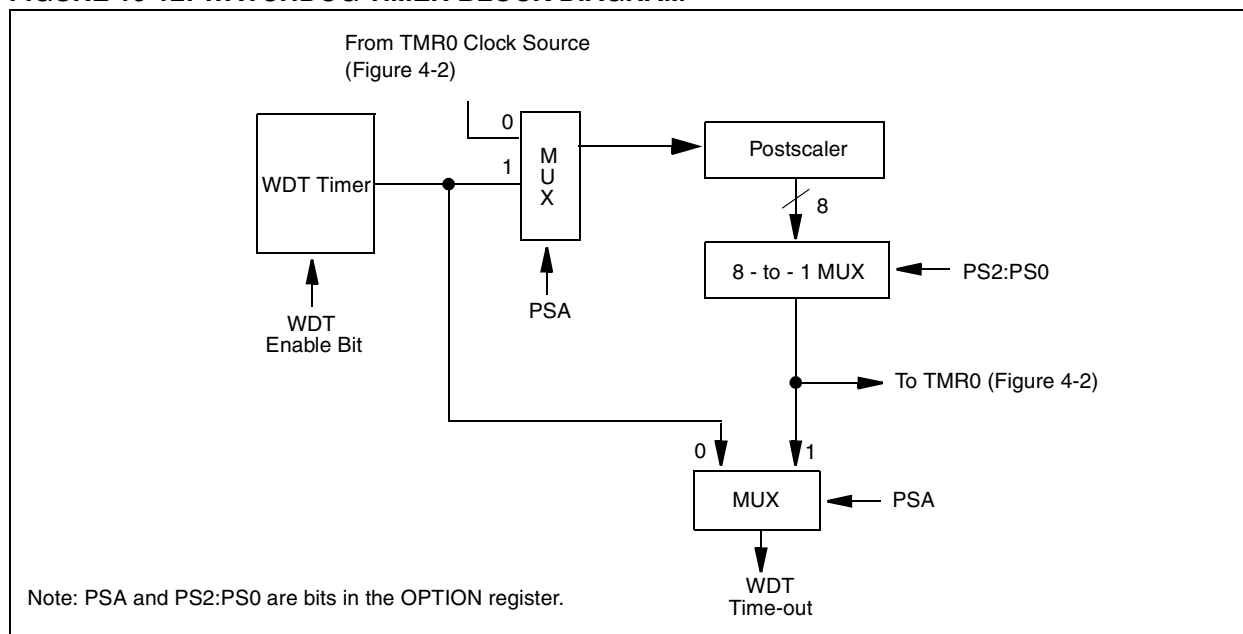 From TMR0 Clock Source
(Figure 4-2)
0
1
MUX
WDT Timer
Postscaler
8
8 - to - 1 MUX
PS2:PS0
PSA
WDT
Enable Bit
To TMR0 (Figure 4-2)
0
1
MUX
PSA
WDT
Time-out
Note: PSA and PS2:PS0 are bits in the OPTION register.